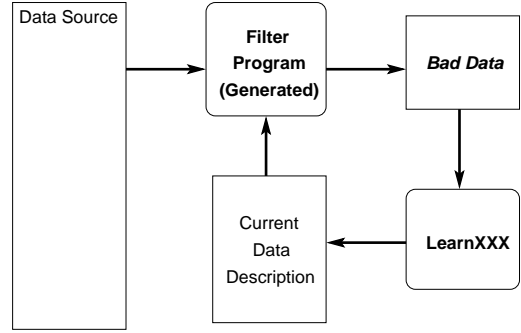 Data Source
Filter
Program
(Generated)
Bad Data
Current
Data
Description
LearnXXX